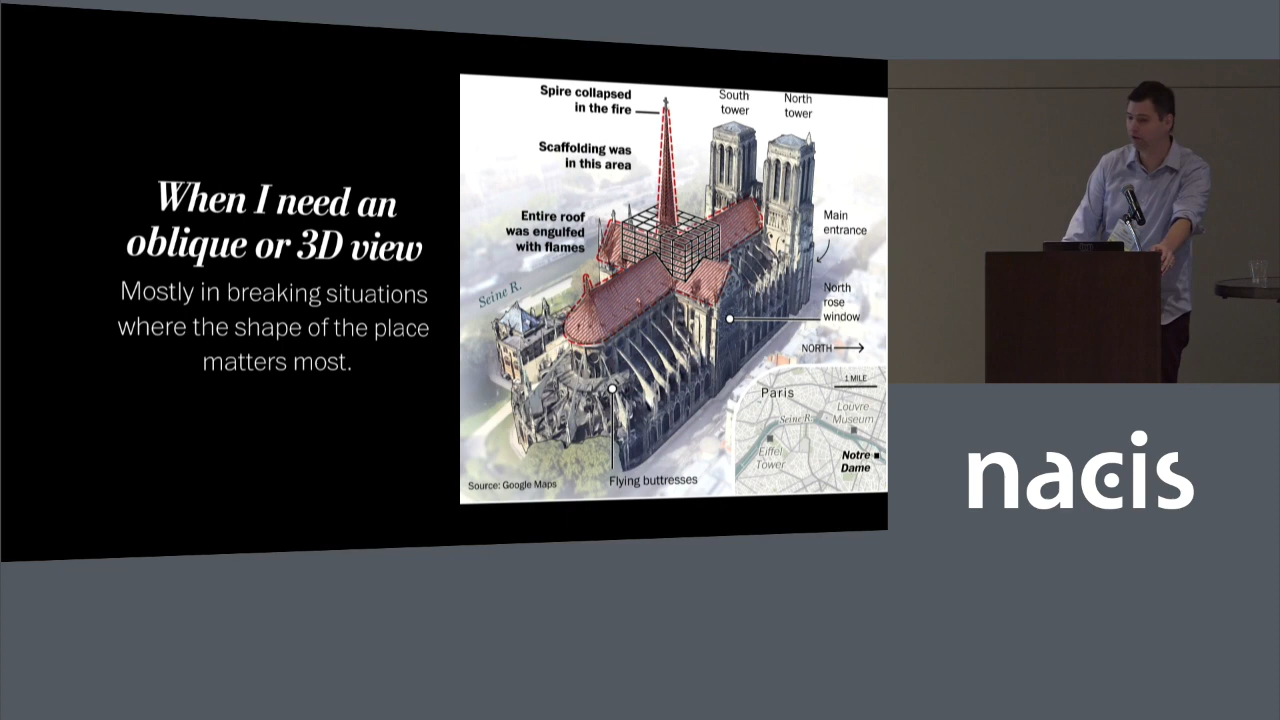 When I need an
oblique or 3D view
Mostly in breaking situations
where the shape of the place
matters most.
Spire collapsed
in the fire
South
tower
North
tower
Scaffolding was
in this area
Entire roof
was engulfed
with flames
Main
entrance
Seine R.
North
rose
window
NORTH
1 MILE
Paris
Louvre
Museum
Seine R.
Eiffel
Tower
Notre
Dame
Source: Google Maps
Flying buttresses
nacis